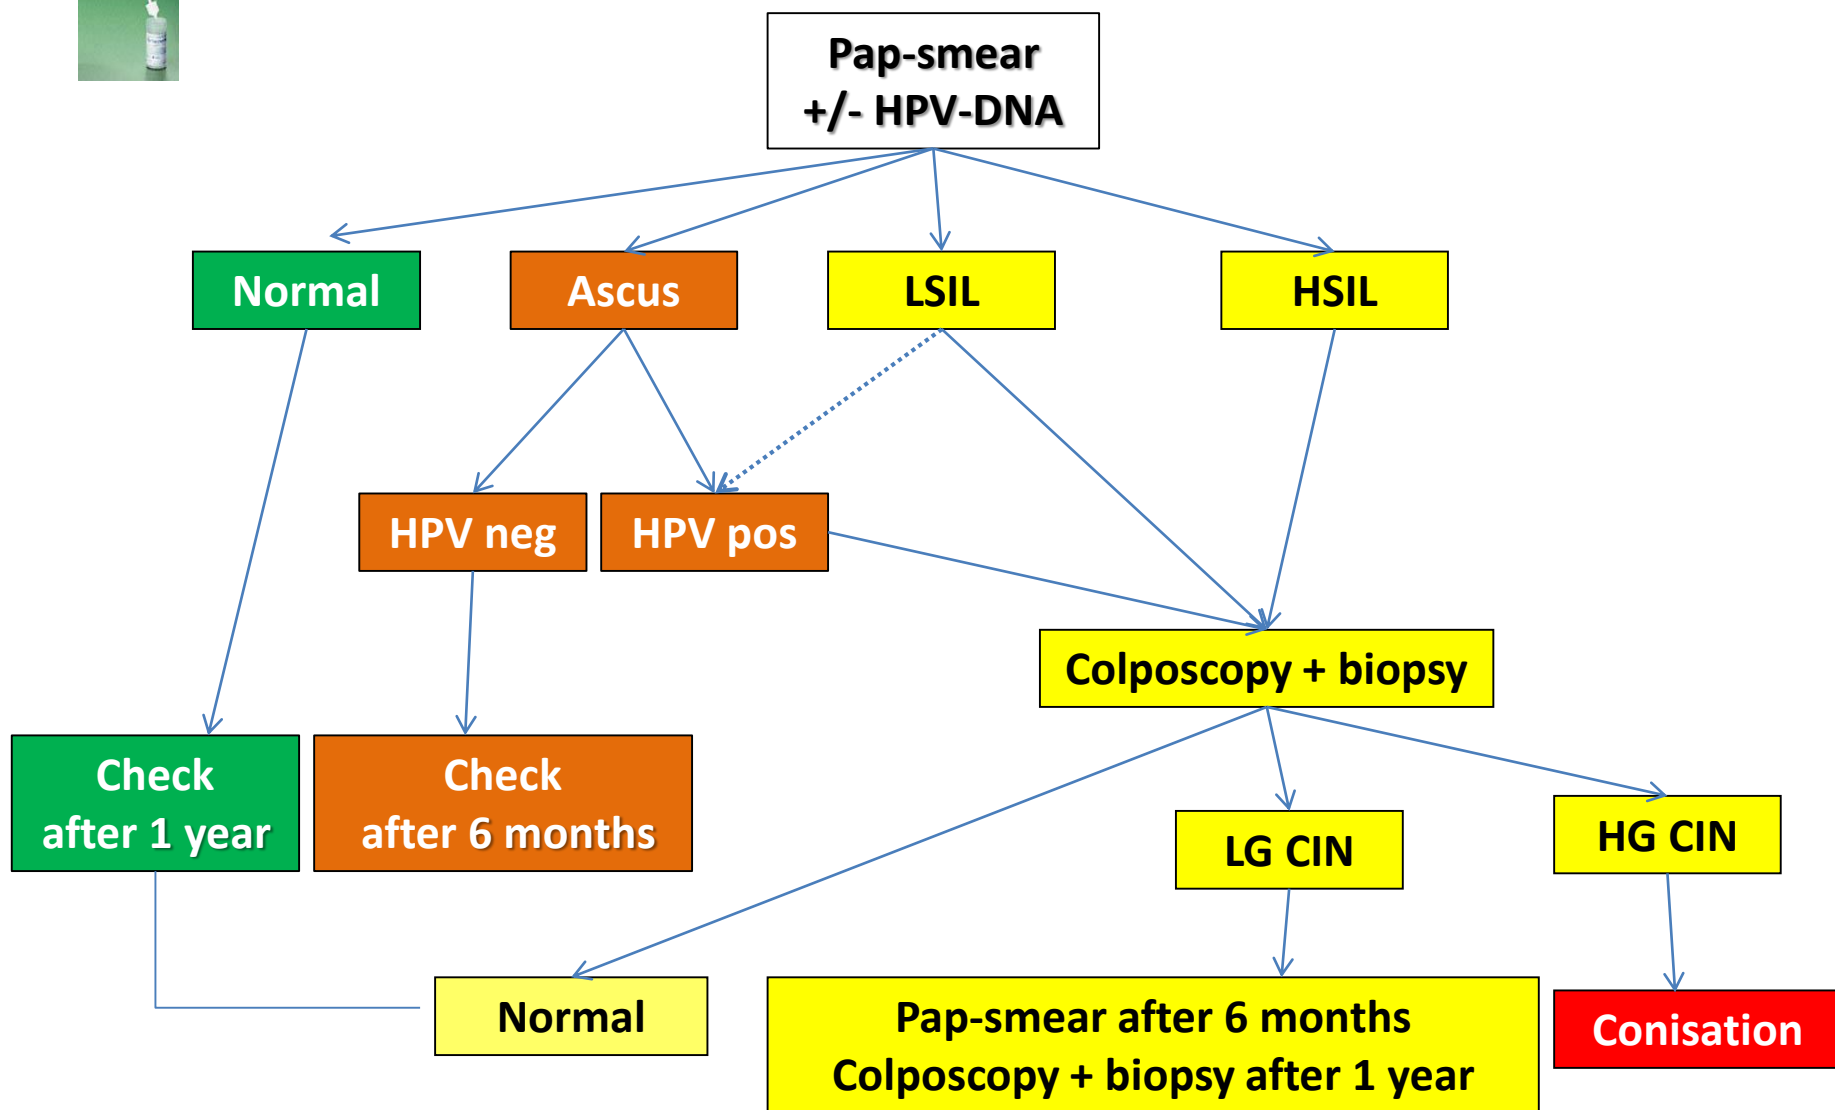 Pap-smear
+/- HPV-DNA
Normal
Ascus
LSIL
HSIL
HPV neg
HPV pos
Colposcopy + biopsy
Check
after 1 year
Check
after 6 months
LG CIN
HG CIN
Normal
Pap-smear after 6 months
Colposcopy + biopsy after 1 year
Conisation